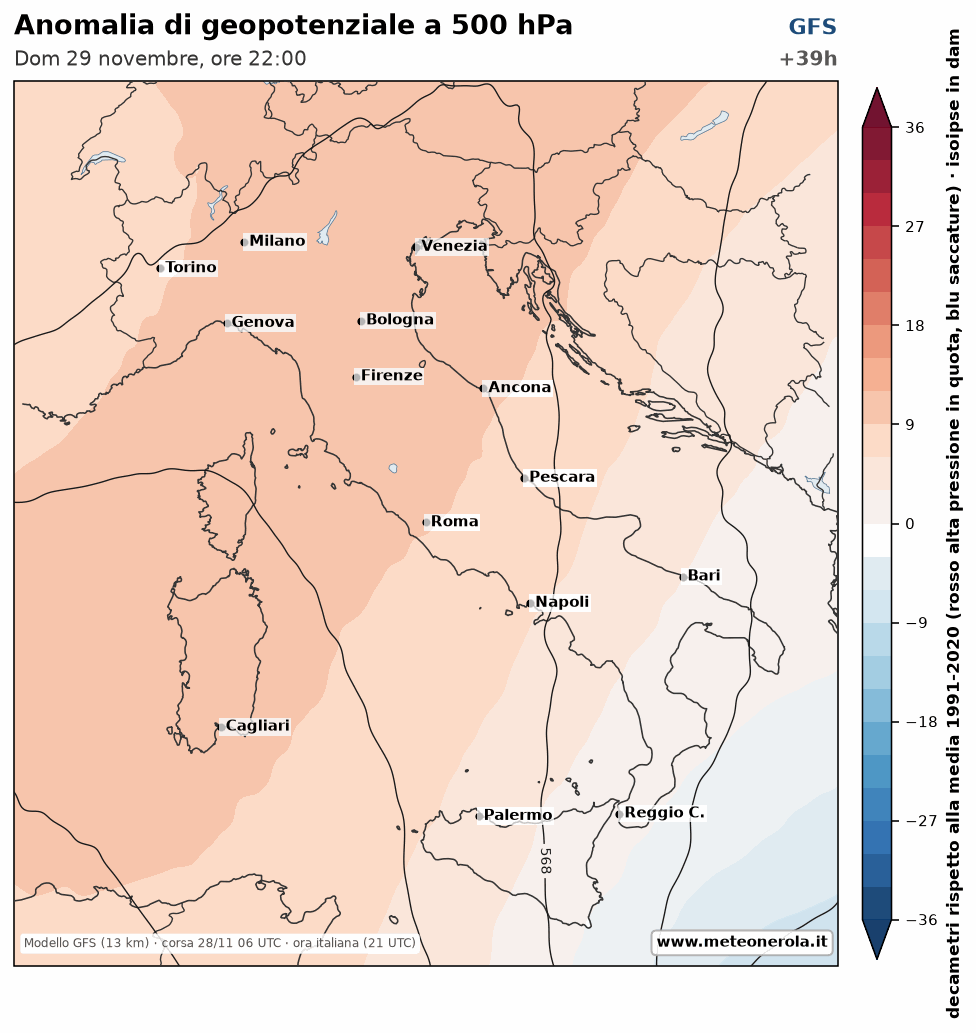 Anomalia di geopotenziale a 500 hPa
GFS
Dom 29 novembre, ore 22:00
+39h
Milano
Venezia
Torino
Genova
Bologna
Firenze
Ancona
Pescara
Roma
Bari
Napoli
Cagliari
Palermo
Reggio C.
568
Modello GFS (13 km) · corsa 28/11 06 UTC · ora italiana (21 UTC)
www.meteonerola.it
36
27
18
9
0
−9
−18
−27
−36
decametri rispetto alla media 1991-2020 (rosso alta pressione in quota, blu saccature) · isoipse in dam